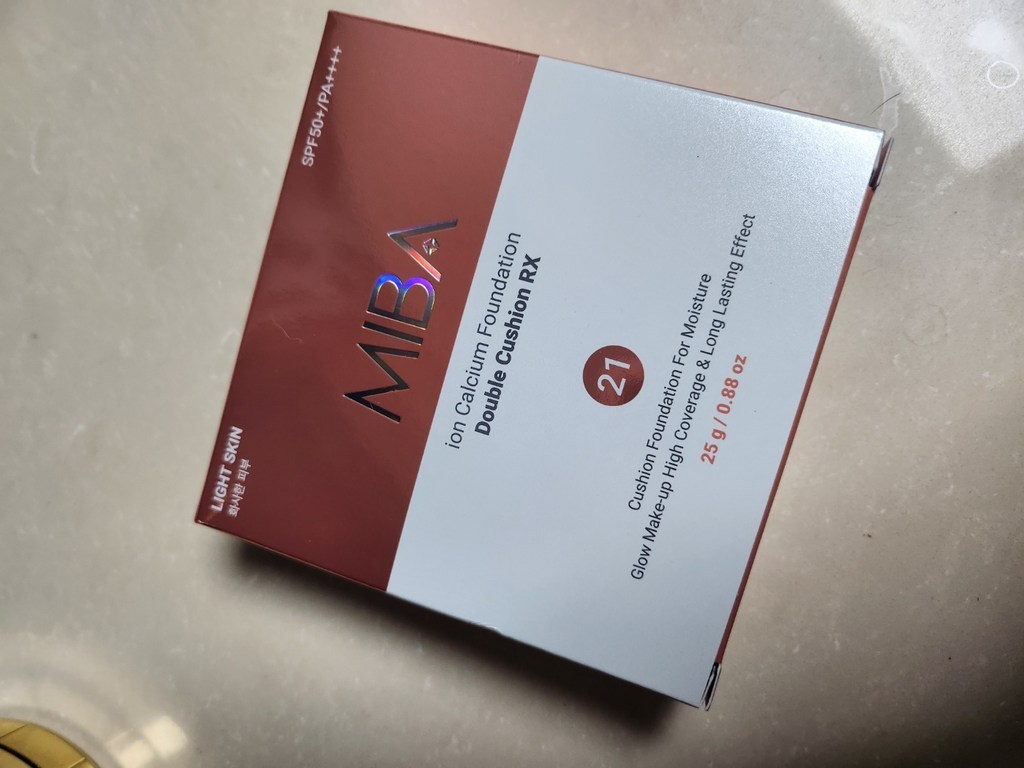 LIGHT SKIN
화사한 피부
SPF50+/PA++++
MIBA
ion Calcium Foundation
Double Cushion RX
21
Cushion Foundation For Moisture
Glow Make-up High Coverage & Long Lasting Effect
25 g / 0.88 oz